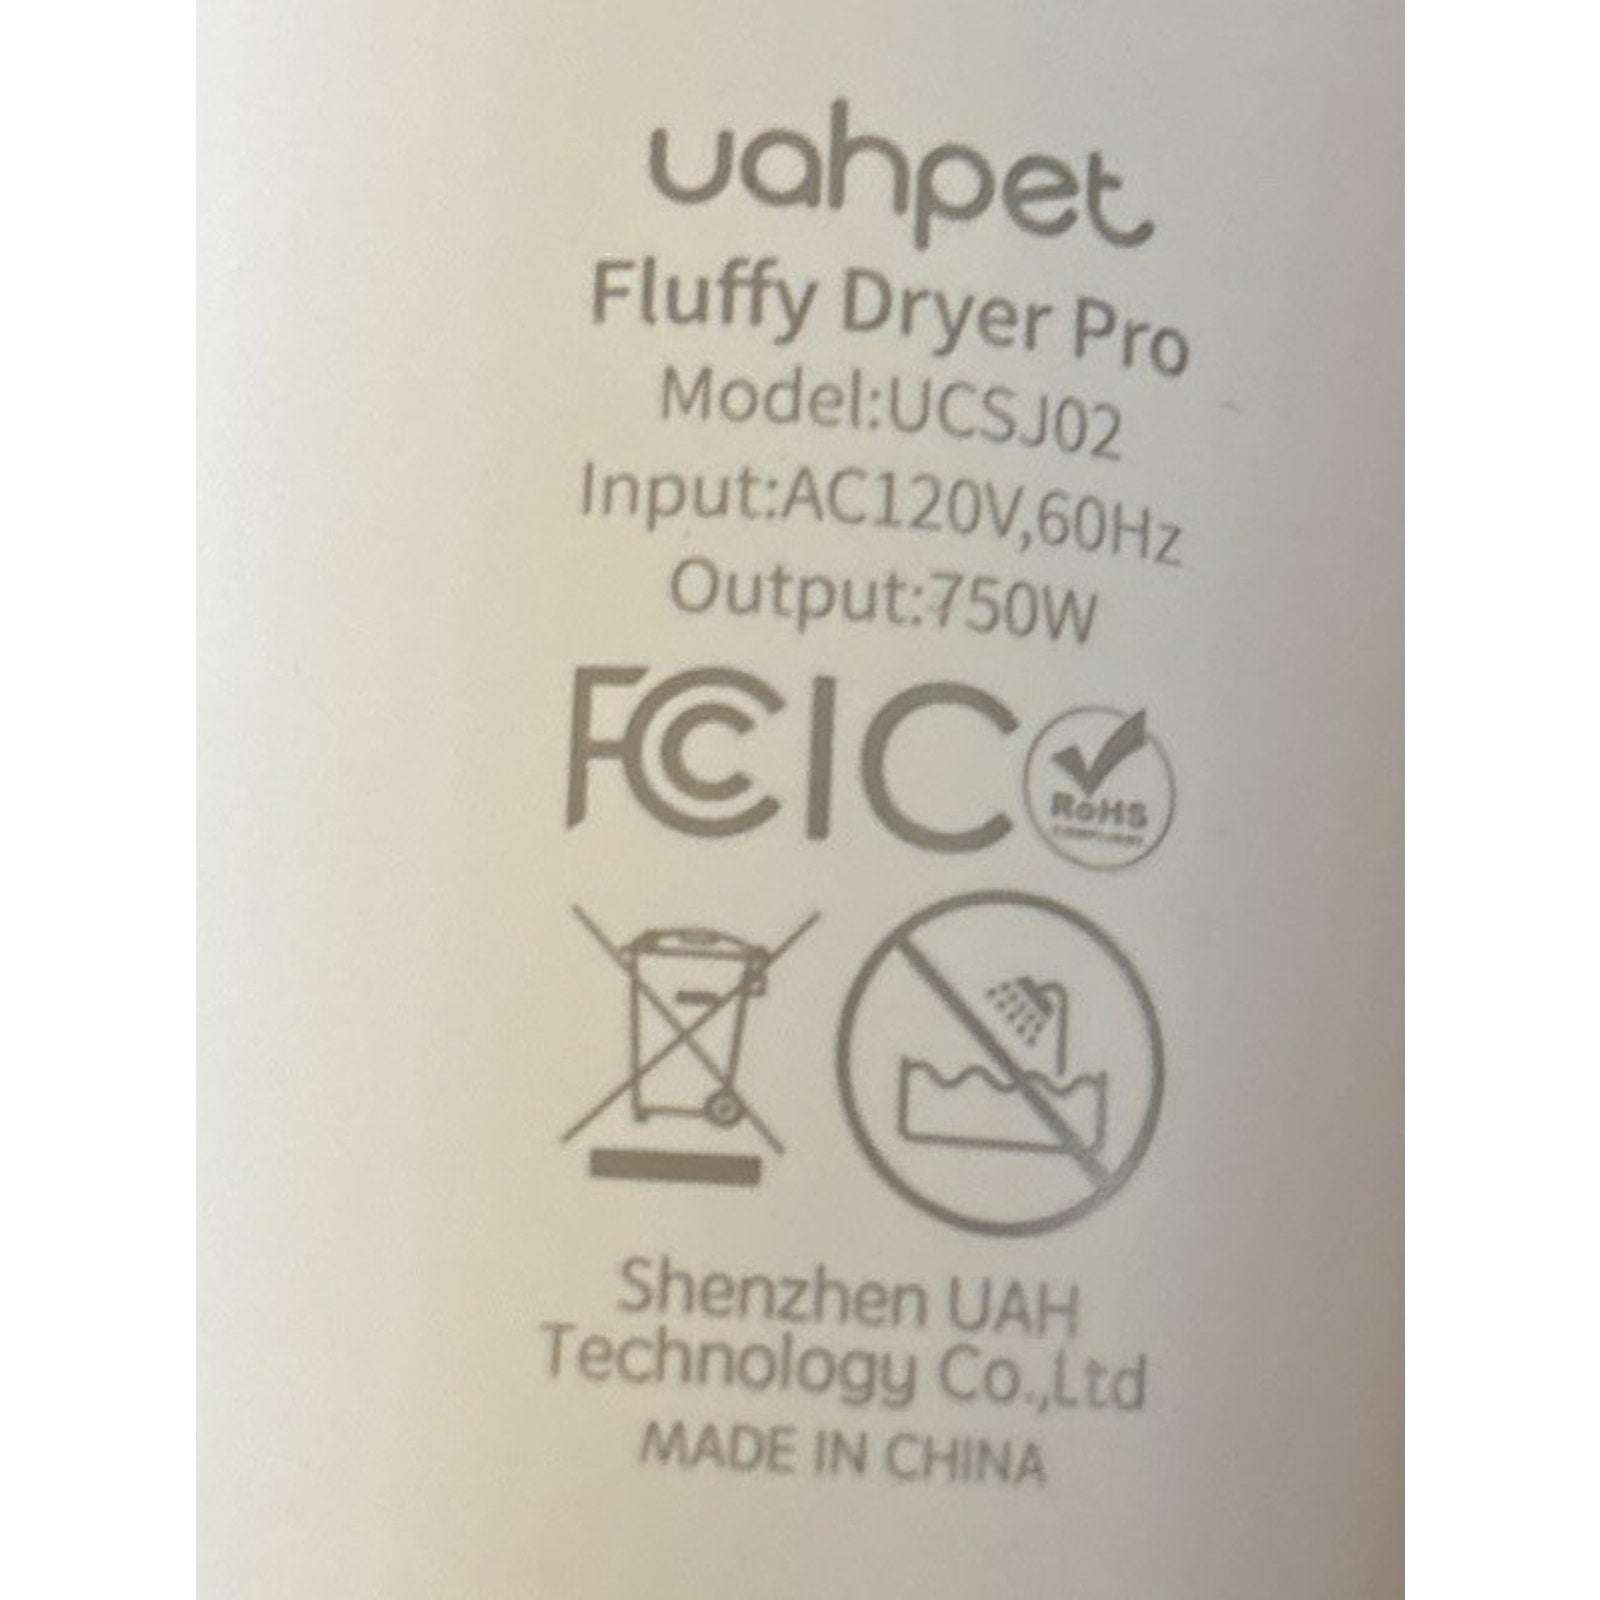 uahpet
Fluffy Dryer Pro
Model:UCSJ02
Input:AC120V,60Hz
Output:750W
FCC IC RoHS
Shenzhen UAH
Technology Co.,Ltd
MADE IN CHINA